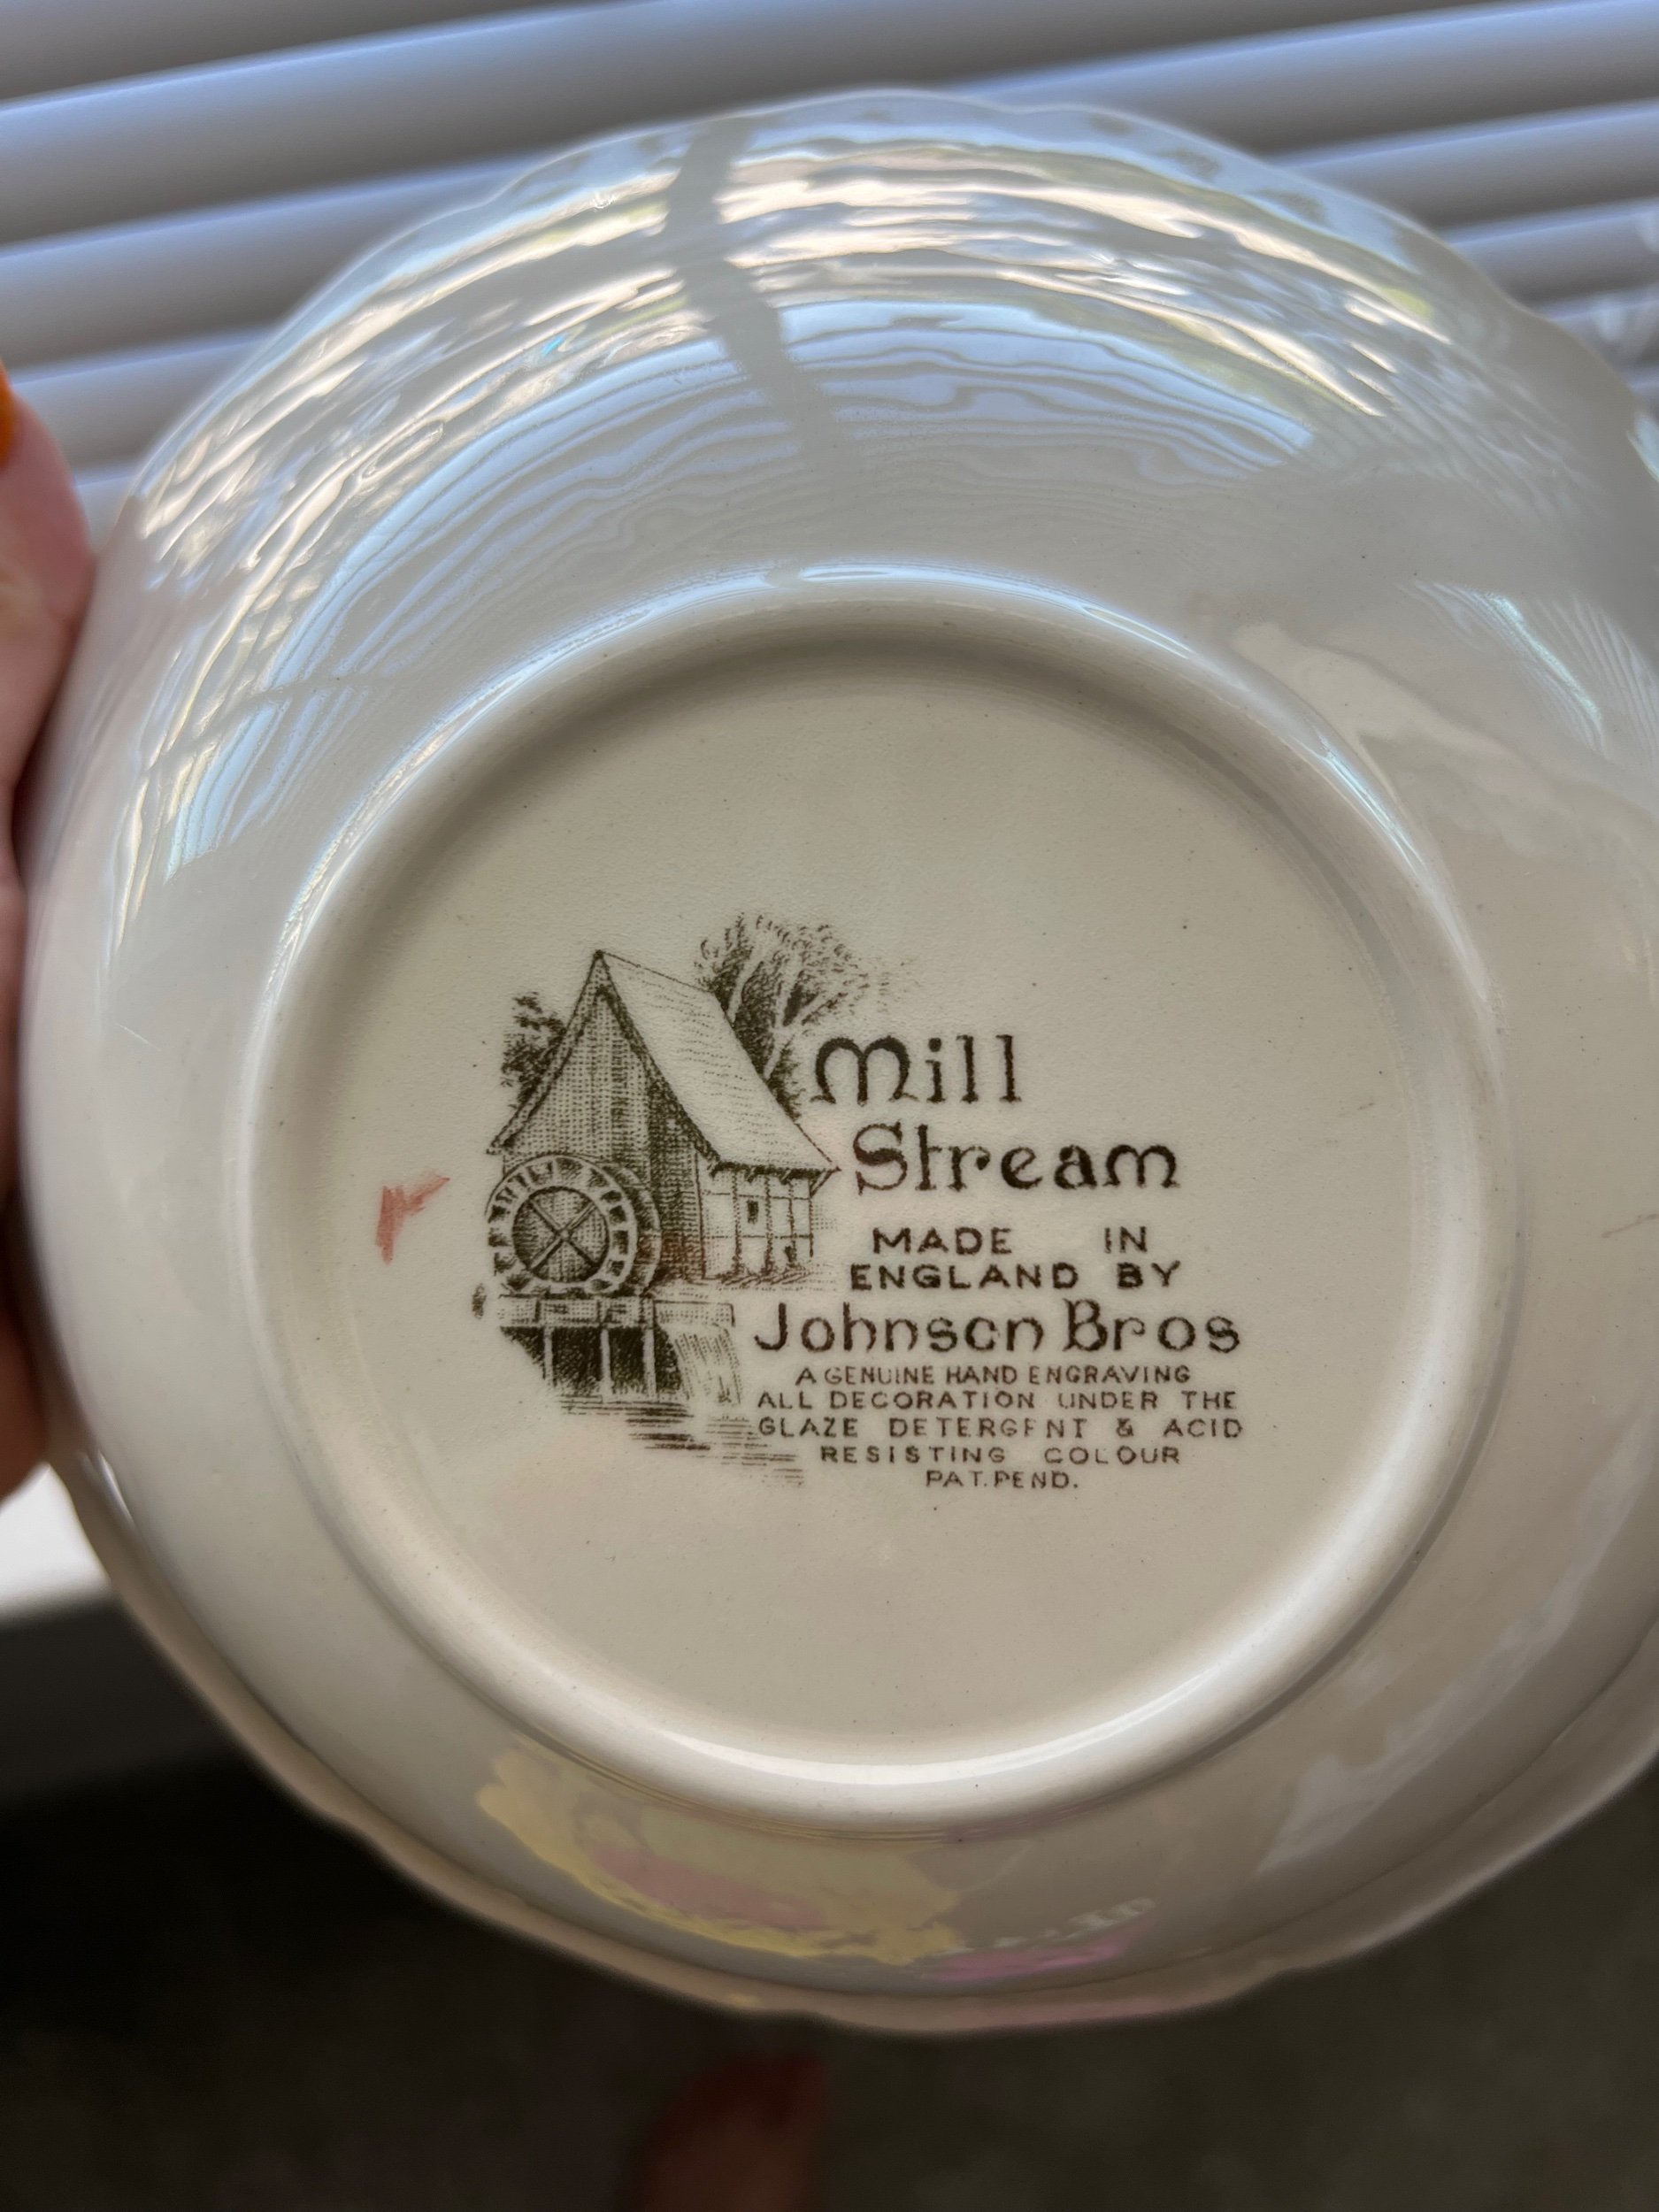 Mill
Stream
MADE IN
ENGLAND BY
Johnson Bros
A GENUINE HAND ENGRAVING
ALL DECORATION UNDER THE
GLAZE DETERGENT & ACID
RESISTING COLOUR
PAT. PEND.